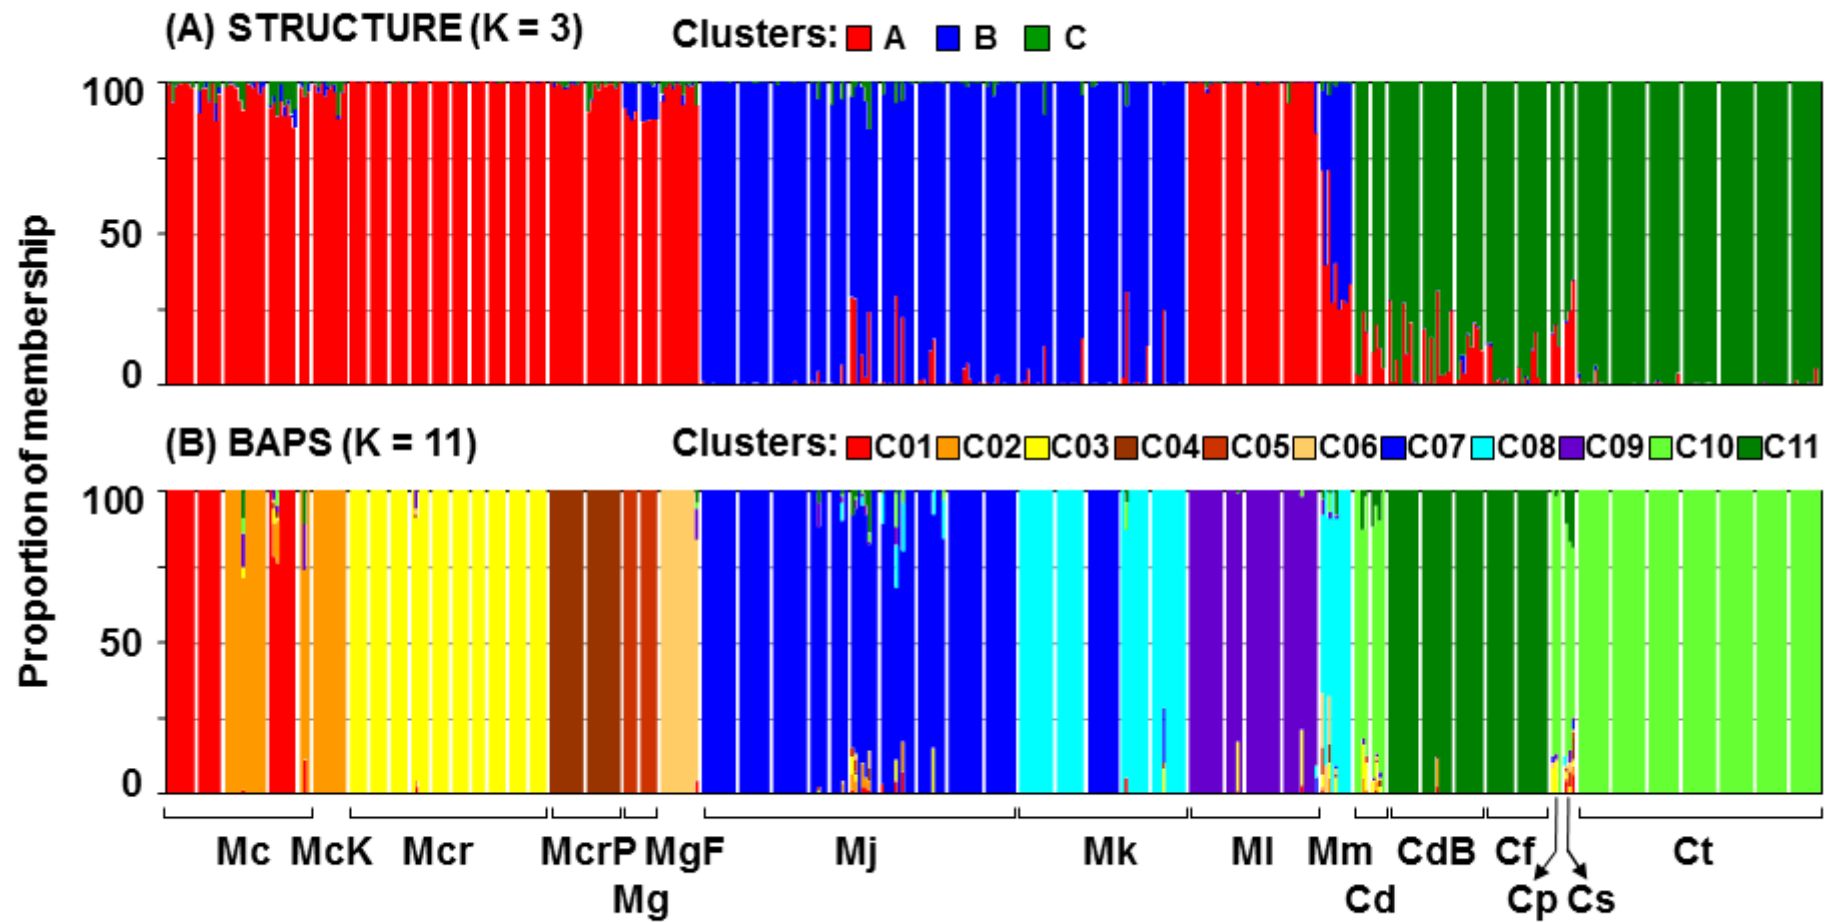 (A) STRUCTURE (K = 3) Clusters: A B C
100
50
0
Proportion of membership
(B) BAPS (K = 11) Clusters: C01 C02 C03 C04 C05 C06 C07 C08 C09 C10 C11
100
50
0
Mc McK Mcr McrP MgF Mj Mk Ml Mm CdB Cf Ct
Mg Cd Cp Cs